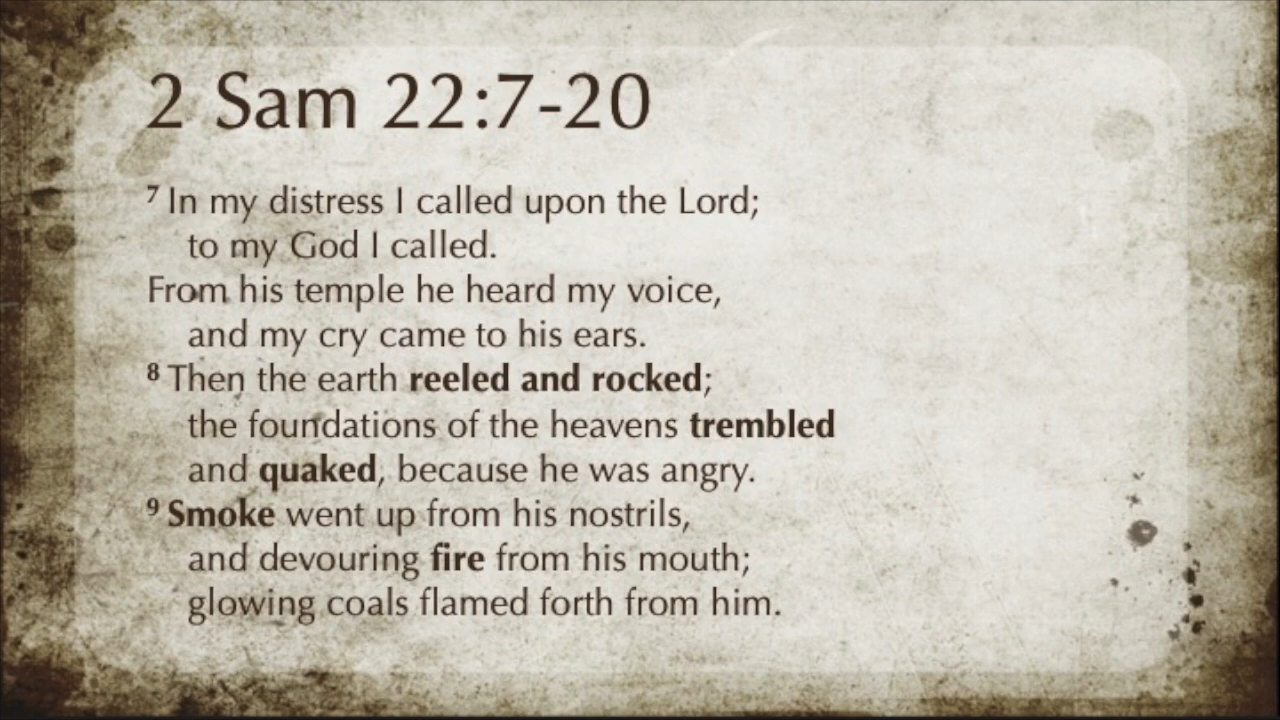 2 Sam 22:7-20
7 In my distress I called upon the Lord;
to my God I called.
From his temple he heard my voice,
and my cry came to his ears.
8 Then the earth reeled and rocked;
the foundations of the heavens trembled
and quaked, because he was angry.
9 Smoke went up from his nostrils,
and devouring fire from his mouth;
glowing coals flamed forth from him.